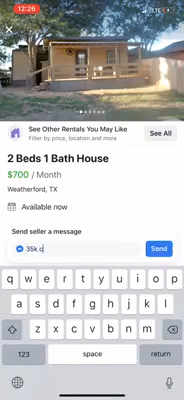 12:26
See Other Rentals You May Like
Filter by price, location and more
See All
2 Beds 1 Bath House
$700 / Month
Weatherford, TX
Available now
Send seller a message
35k c
Send
q w e r t y u i o p
a s d f g h j k l
z x c v b n m
123
space
return